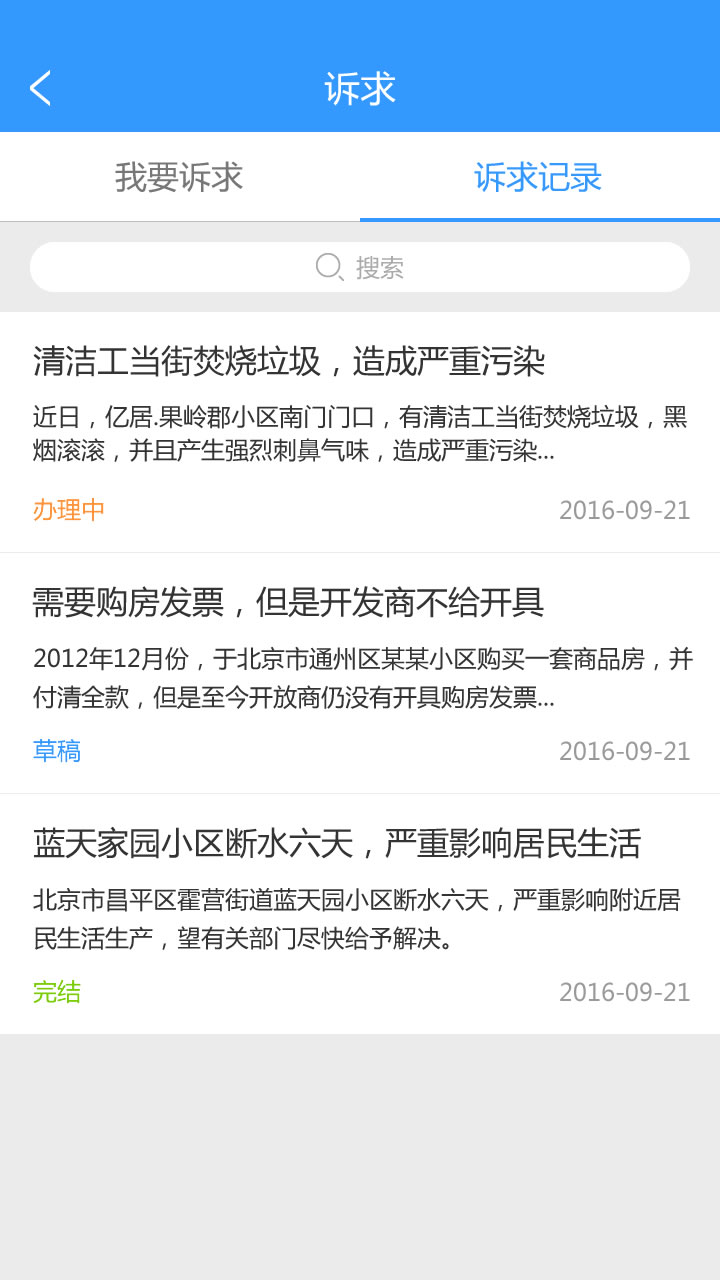 诉求
我要诉求
诉求记录
搜索
清洁工当街焚烧垃圾，造成严重污染
近日，亿居.果岭郡小区南门门口，有清洁工当街焚烧垃圾，黑
烟滚滚，并且产生强烈刺鼻气味，造成严重污染...
办理中
2016-09-21
需要购房发票，但是开发商不给开具
2012年12月份，于北京市通州区某某小区购买一套商品房，并
付清全款，但是至今开放商仍没有开具购房发票...
草稿
2016-09-21
蓝天家园小区断水六天，严重影响居民生活
北京市昌平区霍营街道蓝天园小区断水六天，严重影响附近居
民生活生产，望有关部门尽快给予解决。
完结
2016-09-21